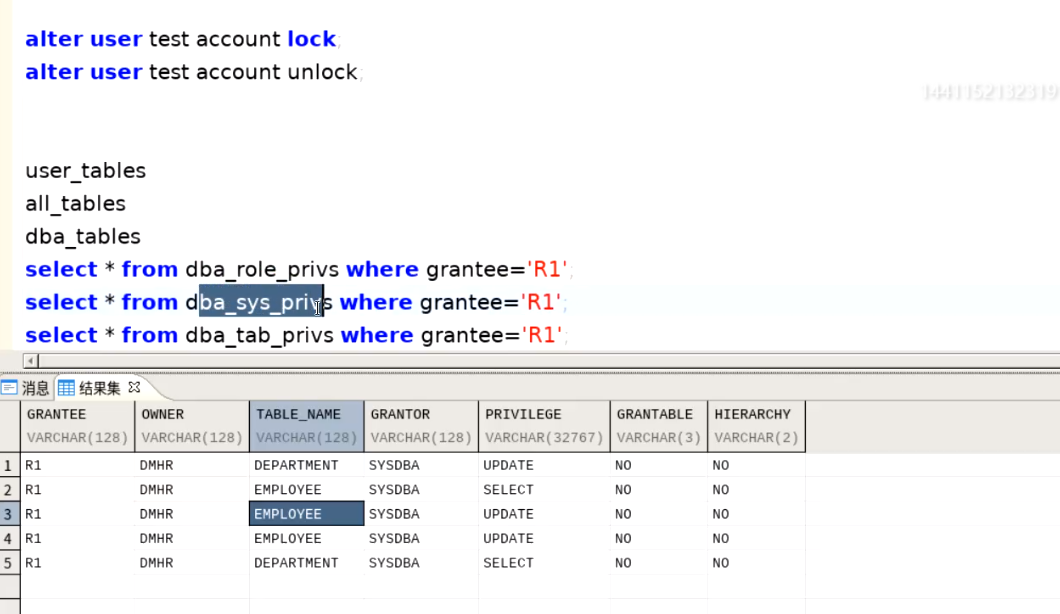 alter user test account lock;
alter user test account unlock;
1441152132319
user_tables
all_tables
dba_tables
select * from dba_role_privs where grantee='R1';
select * from dba_sys_privs where grantee='R1';
select * from dba_tab_privs where grantee='R1';
消息 结果集
GRANTEE OWNER TABLE_NAME GRANTOR PRIVILEGE GRANTABLE HIERARCHY
VARCHAR(128) VARCHAR(128) VARCHAR(128) VARCHAR(128) VARCHAR(32767) VARCHAR(3) VARCHAR(2)
1 R1 DMHR DEPARTMENT SYSDBA UPDATE NO NO
2 R1 DMHR EMPLOYEE SYSDBA SELECT NO NO
3 R1 DMHR EMPLOYEE SYSDBA UPDATE NO NO
4 R1 DMHR EMPLOYEE SYSDBA UPDATE NO NO
5 R1 DMHR DEPARTMENT SYSDBA SELECT NO NO